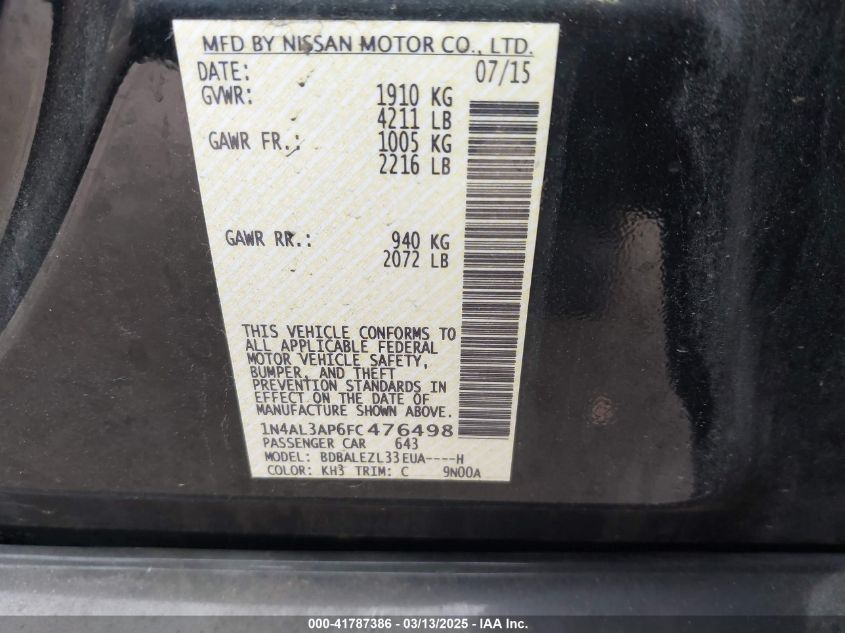 MFD BY NISSAN MOTOR CO., LTD.
DATE: 07/15
GVWR: 1910 KG
4211 LB
GAWR FR.: 1005 KG
2216 LB
GAWR RR.: 940 KG
2072 LB
THIS VEHICLE CONFORMS TO
ALL APPLICABLE FEDERAL
MOTOR VEHICLE SAFETY,
BUMPER, AND THEFT
PREVENTION STANDARDS IN
EFFECT ON THE DATE OF
MANUFACTURE SHOWN ABOVE.
1N4AL3AP6FC476498
PASSENGER CAR 643
MODEL: BDBALEZL33EUA----H
COLOR: KH3 TRIM: C 9N00A
000-41787386 - 03/13/2025 - IAAI Inc.